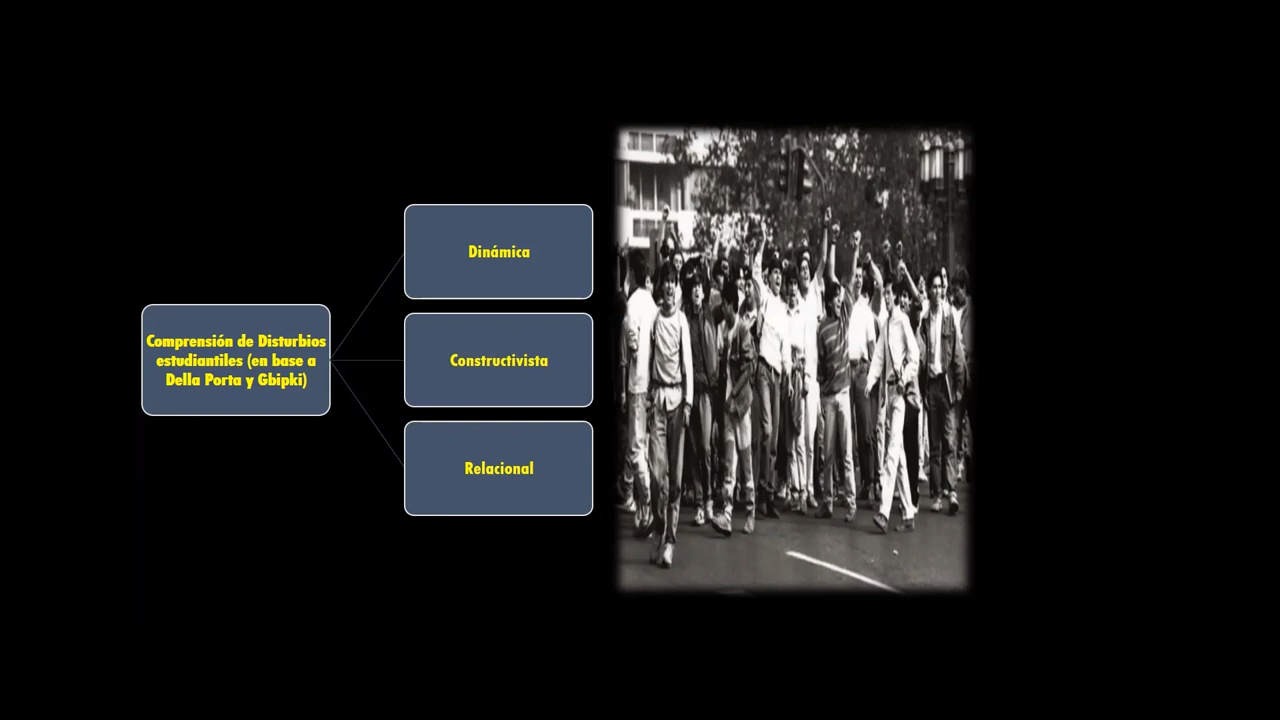 Comprensión de Disturbios
estudiantiles (en base a
Della Porta y Gbipki)
Dinámica
Constructivista
Relacional